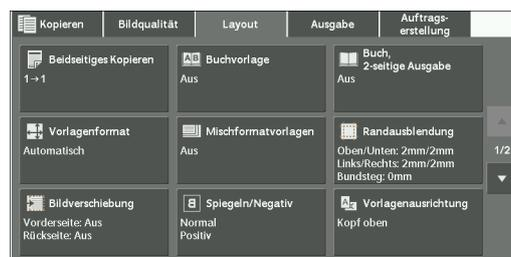 Kopieren
Bildqualität
Layout
Ausgabe
Auftrags-
erstellung
Beidseitiges Kopieren
1→1
Buchvorlage
Aus
Buch,
2-seitige Ausgabe
Aus
Vorlagenformat
Automatisch
Mischformatvorlagen
Aus
Randausblendung
Oben/Unten: 2mm/2mm
Links/Rechts: 2mm/2mm
Bundsteg: 0mm
1/2
Bildverschiebung
Vorderseite: Aus
Rückseite: Aus
Spiegeln/Negativ
Normal
Positiv
Vorlagenausrichtung
Kopf oben